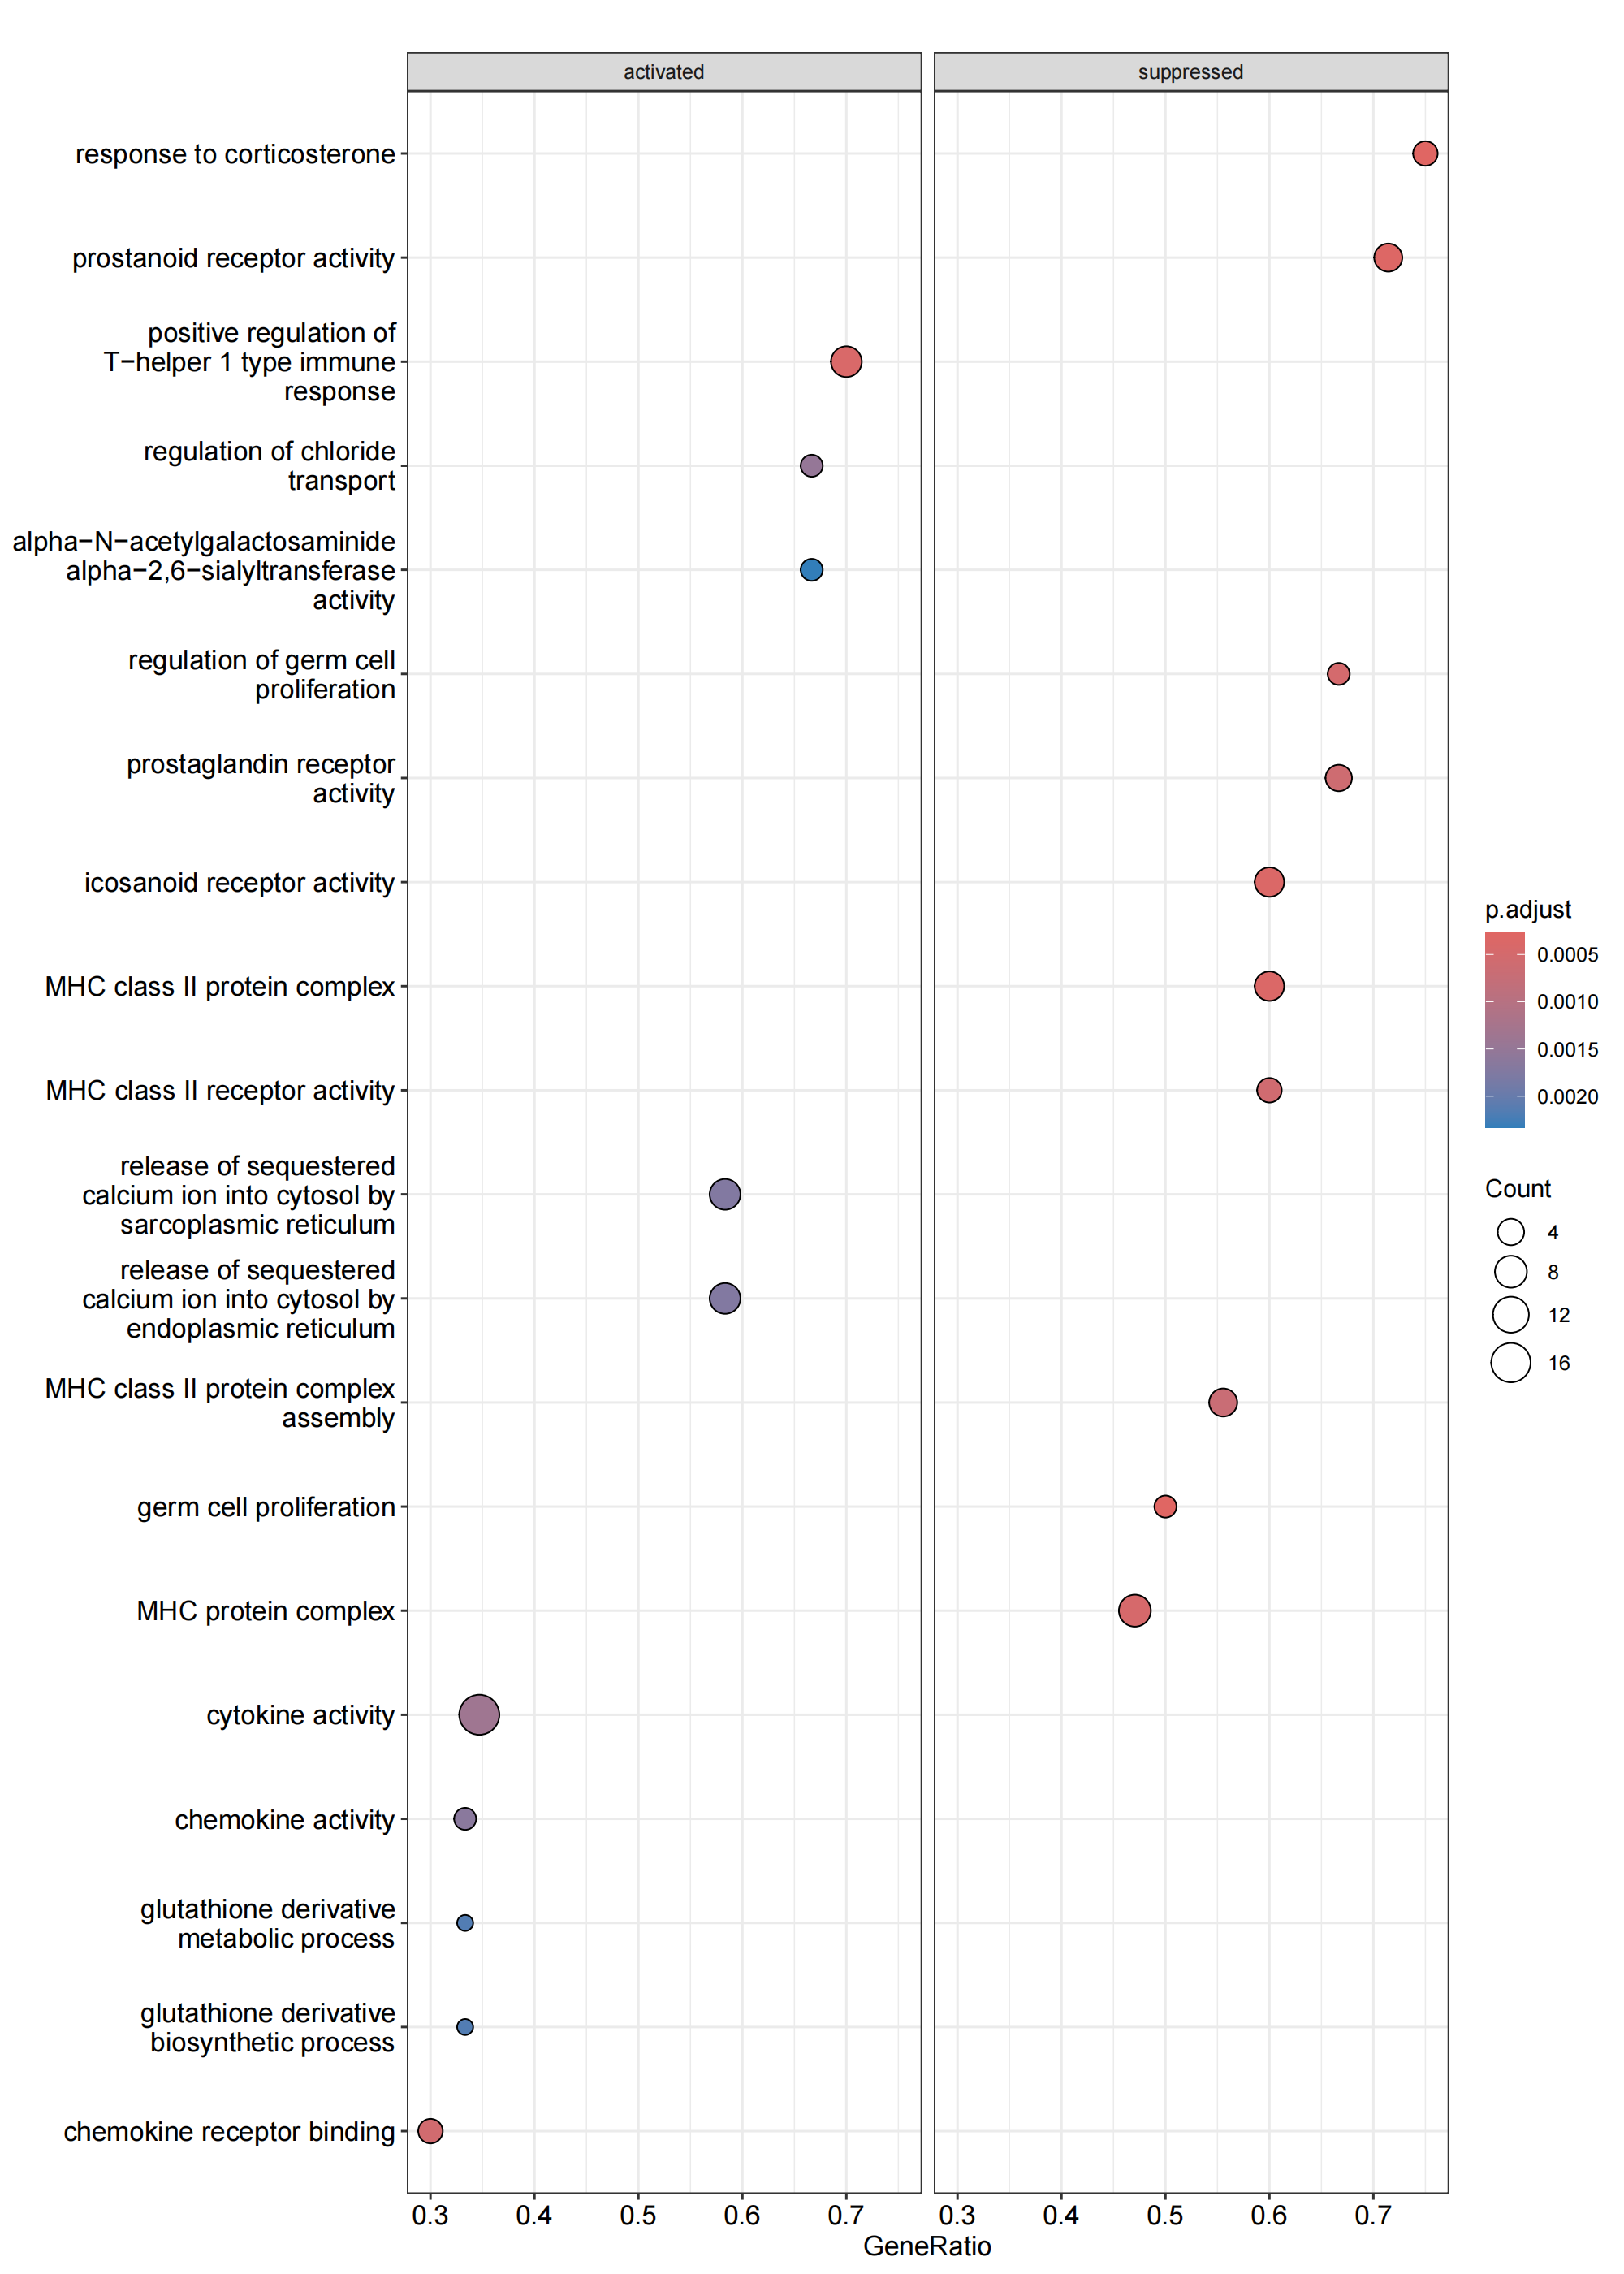 activated
suppressed
response to corticosterone
prostanoid receptor activity
positive regulation of
T−helper 1 type immune
response
regulation of chloride
transport
alpha−N−acetylgalactosaminide
alpha−2,6−sialyltransferase
activity
regulation of germ cell
proliferation
prostaglandin receptor
activity
icosanoid receptor activity
MHC class II protein complex
MHC class II receptor activity
release of sequestered
calcium ion into cytosol by
sarcoplasmic reticulum
release of sequestered
calcium ion into cytosol by
endoplasmic reticulum
MHC class II protein complex
assembly
germ cell proliferation
MHC protein complex
cytokine activity
chemokine activity
glutathione derivative
metabolic process
glutathione derivative
biosynthetic process
chemokine receptor binding
0.3 0.4 0.5 0.6 0.7
0.3 0.4 0.5 0.6 0.7
GeneRatio
p.adjust
0.0005
0.0010
0.0015
0.0020
Count
4
8
12
16